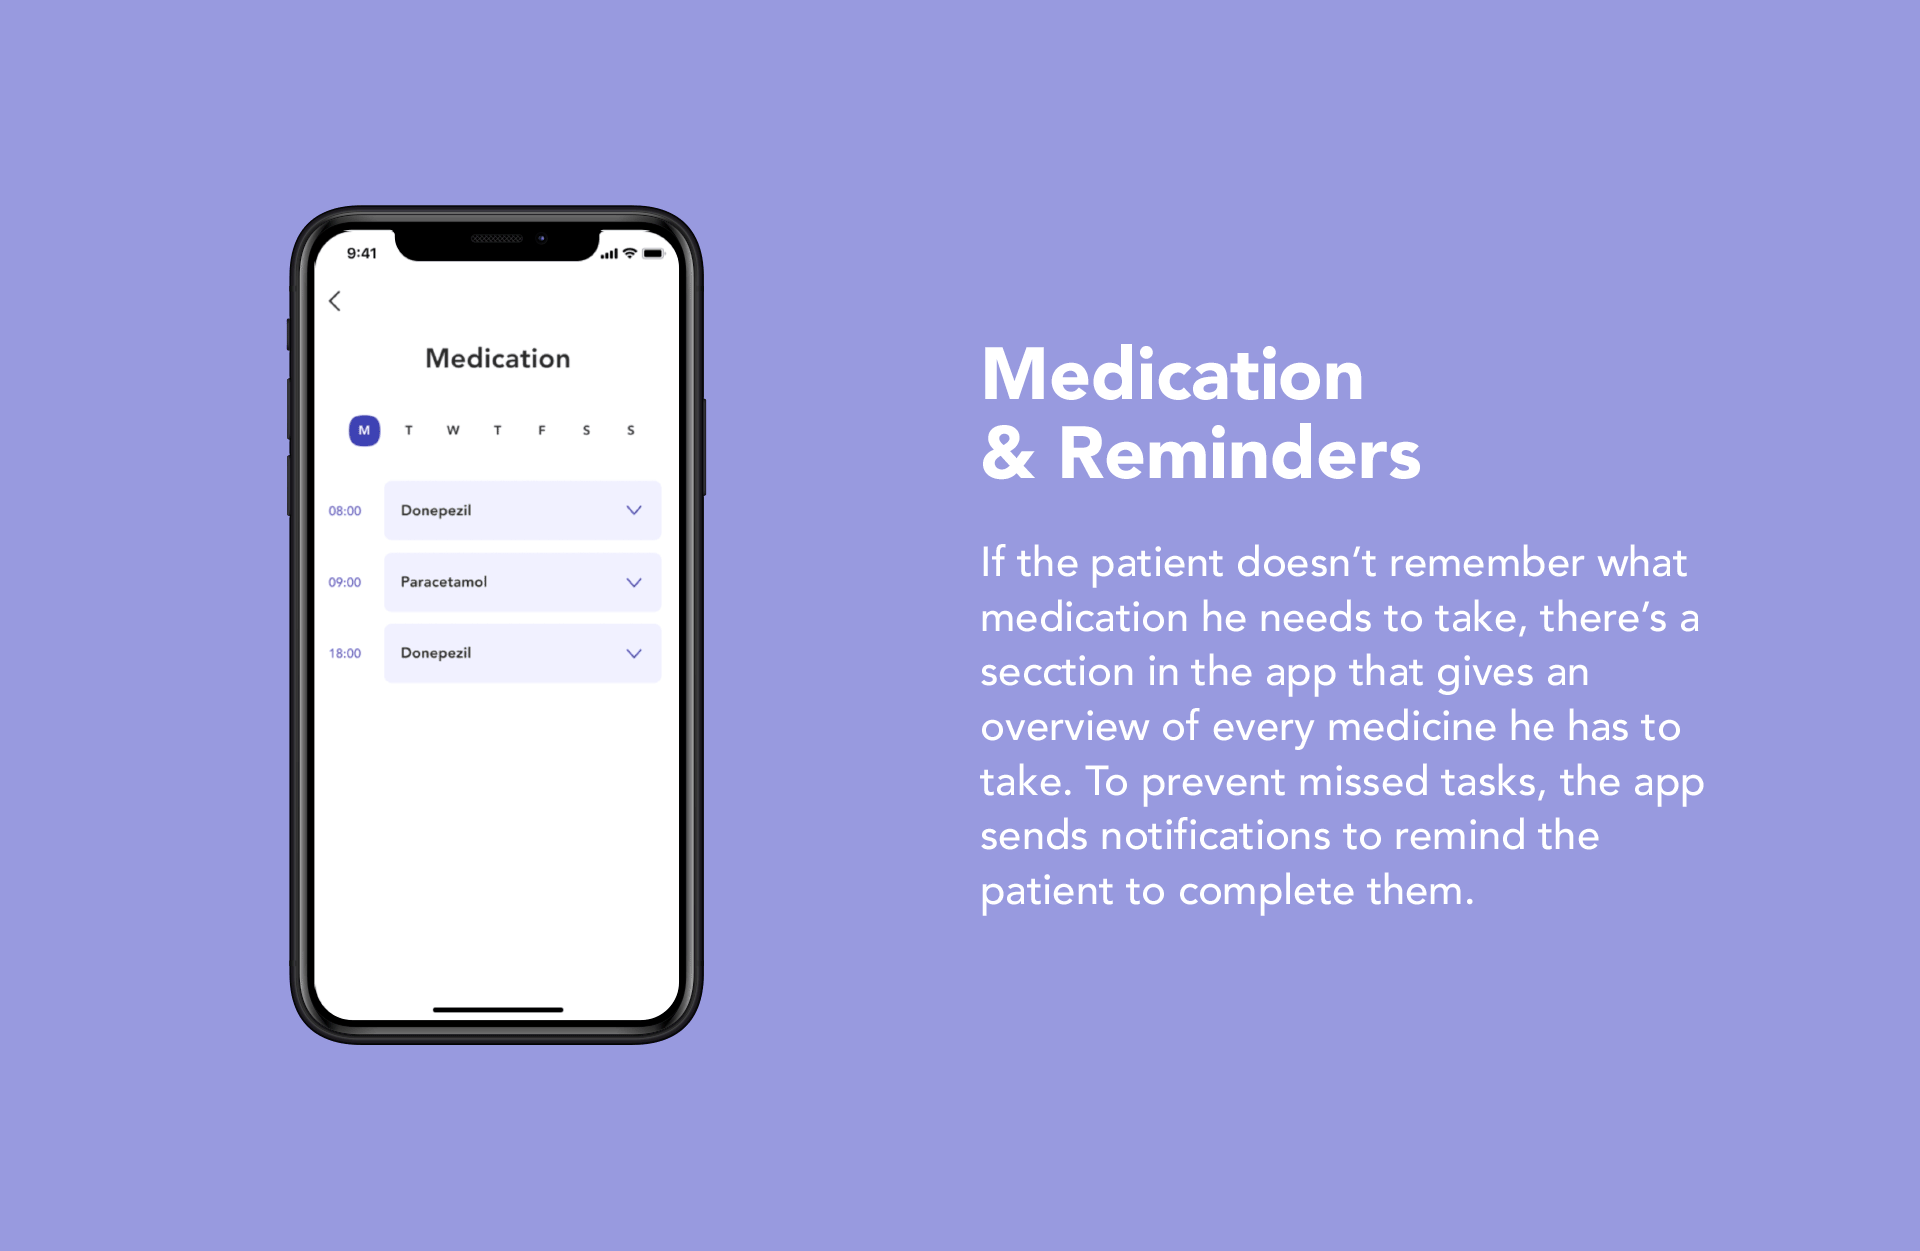 9:41
Medication
M T W T F S S
08:00 Donepezil
09:00 Paracetamol
18:00 Donepezil
Medication
& Reminders
If the patient doesn’t remember what
medication he needs to take, there’s a
secction in the app that gives an
overview of every medicine he has to
take. To prevent missed tasks, the app
sends notifications to remind the
patient to complete them.